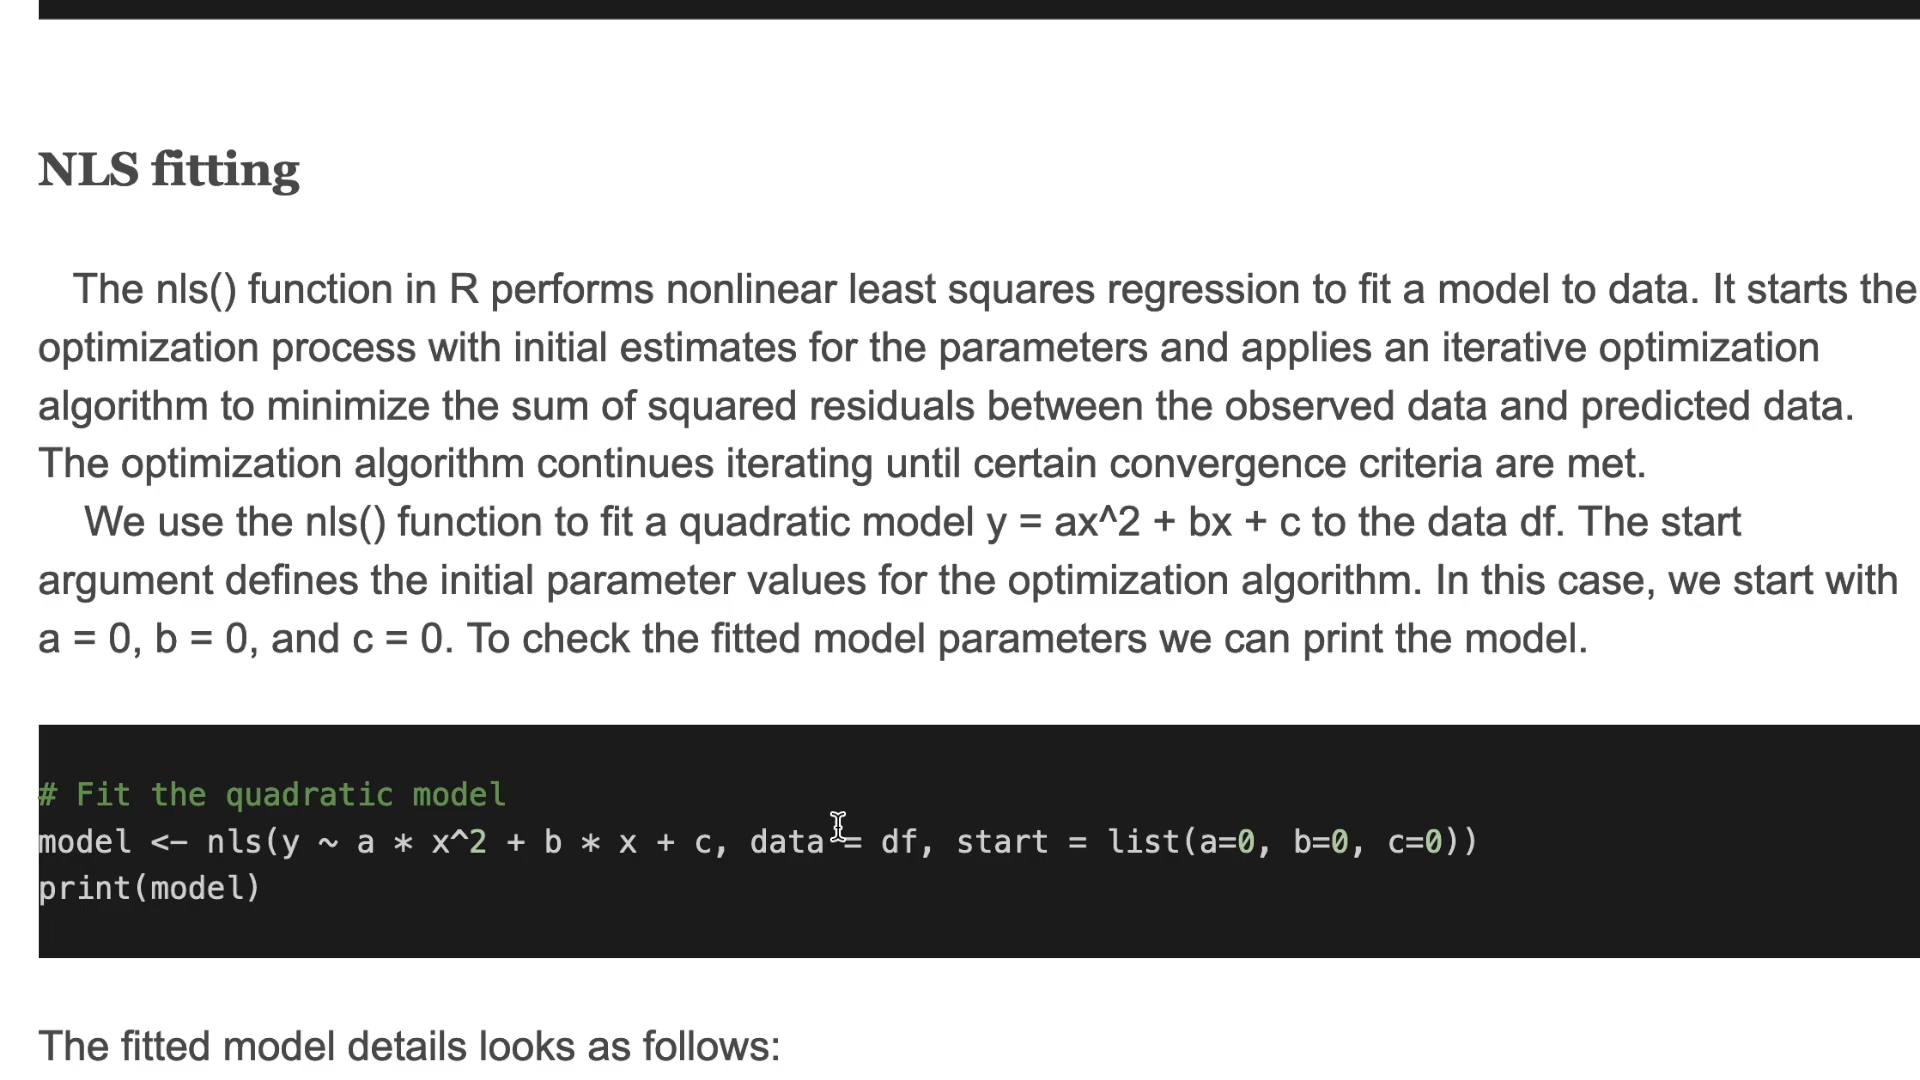 NLS fitting
The nls() function in R performs nonlinear least squares regression to fit a model to data. It starts the
optimization process with initial estimates for the parameters and applies an iterative optimization
algorithm to minimize the sum of squared residuals between the observed data and predicted data.
The optimization algorithm continues iterating until certain convergence criteria are met.
We use the nls() function to fit a quadratic model y = ax^2 + bx + c to the data df. The start
argument defines the initial parameter values for the optimization algorithm. In this case, we start with
a = 0, b = 0, and c = 0. To check the fitted model parameters we can print the model.
# Fit the quadratic model
model <- nls(y ~ a * x^2 + b * x + c, data = df, start = list(a=0, b=0, c=0))
print(model)
The fitted model details looks as follows: